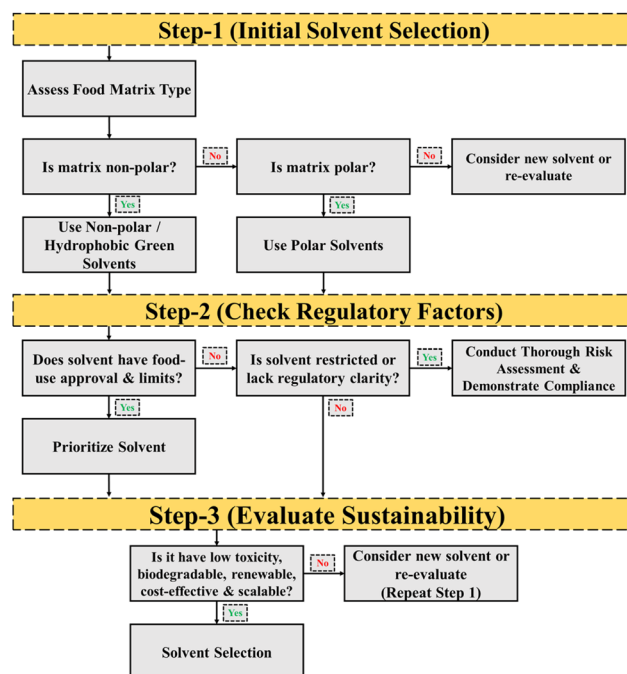 Step-1 (Initial Solvent Selection)
Assess Food Matrix Type
Is matrix non-polar?
No
Is matrix polar?
No
Consider new solvent or
re-evaluate
Yes
Yes
Use Non-polar /
Hydrophobic Green
Solvents
Use Polar Solvents
Step-2 (Check Regulatory Factors)
Does solvent have food-
use approval & limits?
No
Is solvent restricted or
lack regulatory clarity?
Yes
Conduct Thorough Risk
Assessment &
Demonstrate Compliance
Yes
No
Prioritize Solvent
Step-3 (Evaluate Sustainability)
Is it have low toxicity,
biodegradable, renewable,
cost-effective & scalable?
No
Consider new solvent or
re-evaluate
(Repeat Step 1)
Yes
Solvent Selection